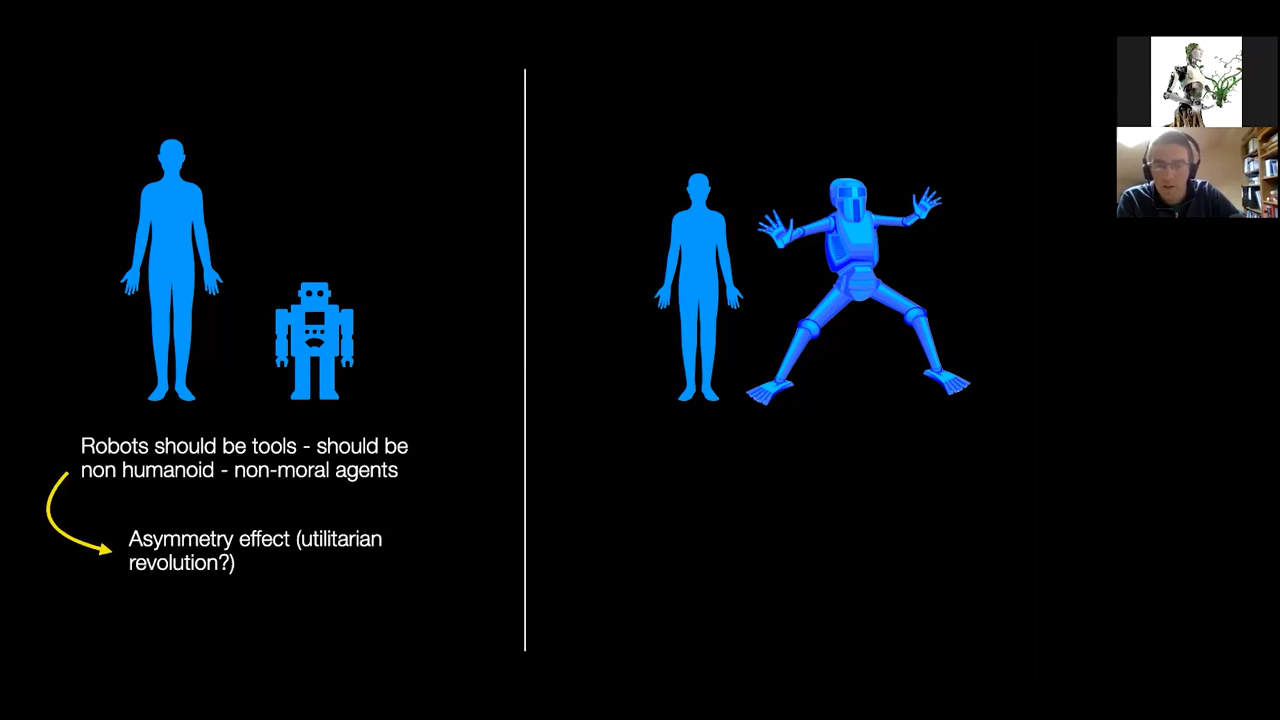 Robots should be tools - should be
non humanoid - non-moral agents
Asymmetry effect (utilitarian
revolution?)